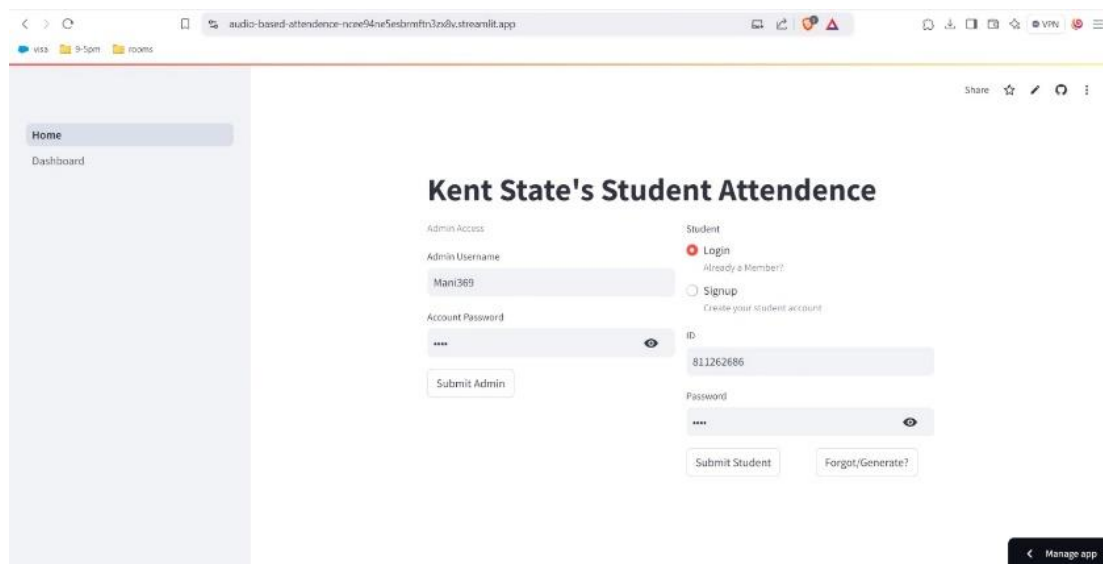 audio-based-attendence-ncee94ne5esbrmftn3zx8v.streamlit.app
VPN
visa 9-5pm rooms
Share
Home
Dashboard
Kent State's Student Attendence
Admin Access
Admin Username
Mani369
Account Password
••••
Submit Admin
Student
Login
Already a Member?
Signup
Create your student account
ID
811262686
Password
••••
Submit Student
Forgot/Generate?
Manage app